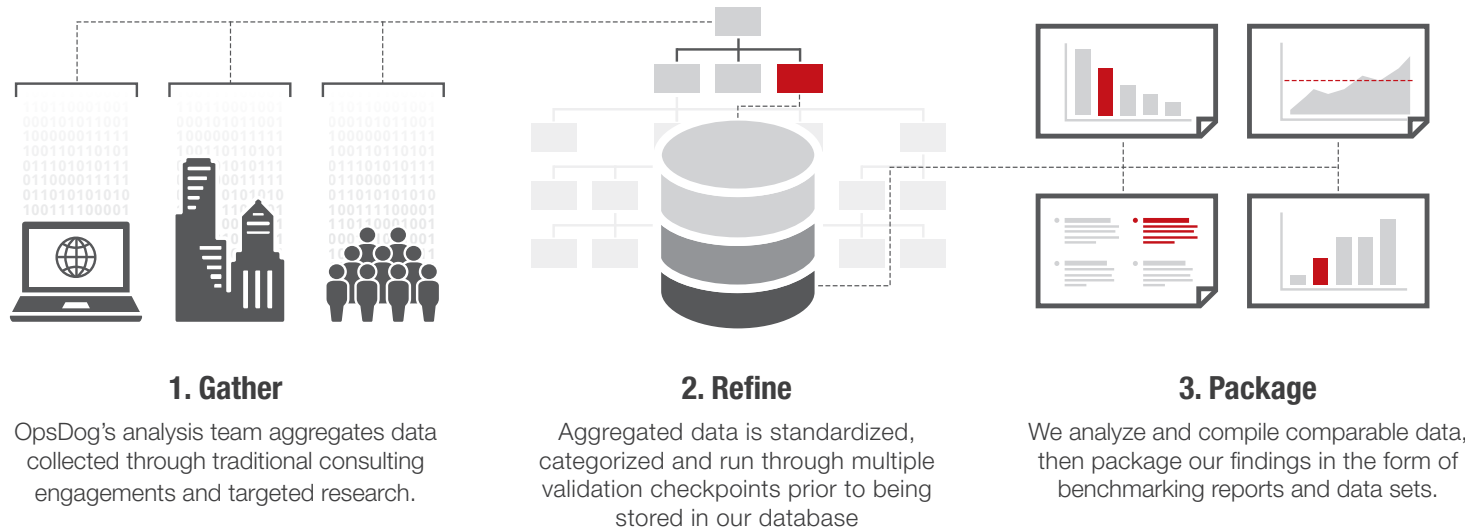 1. Gather
OpsDog's analysis team aggregates data
collected through traditional consulting
engagements and targeted research.
2. Refine
Aggregated data is standardized,
categorized and run through multiple
validation checkpoints prior to being
stored in our database
3. Package
We analyze and compile comparable data,
then package our findings in the form of
benchmarking reports and data sets.